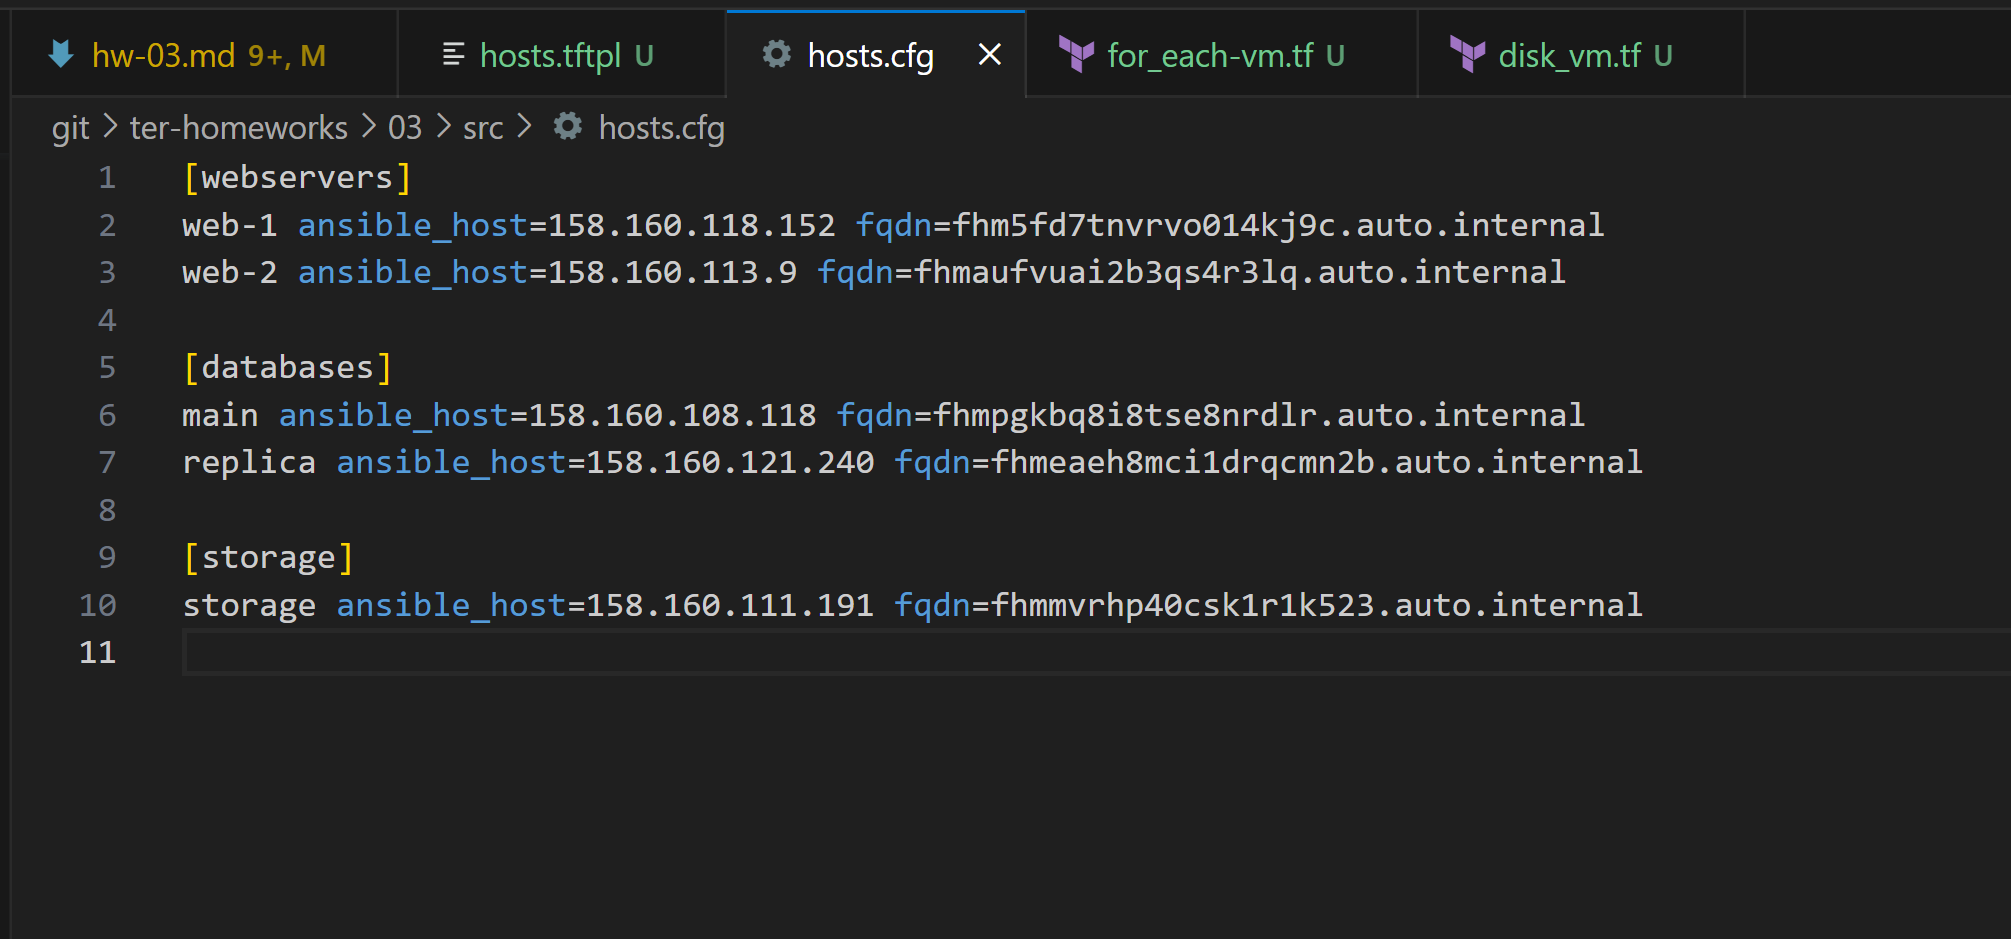 hw-03.md 9+, M hosts.tftpl U hosts.cfg for_each-vm.tf U disk_vm.tf U
git > ter-homeworks > 03 > src > hosts.cfg
1 [webservers]
2 web-1 ansible_host=158.160.118.152 fqdn=fhm5fd7tnvrvo014kj9c.auto.internal
3 web-2 ansible_host=158.160.113.9 fqdn=fhmaufvuai2b3qs4r3lq.auto.internal
4
5 [databases]
6 main ansible_host=158.160.108.118 fqdn=fhmpgkbq8i8tse8nrdlr.auto.internal
7 replica ansible_host=158.160.121.240 fqdn=fhmeaeh8mci1drqcmn2b.auto.internal
8
9 [storage]
10 storage ansible_host=158.160.111.191 fqdn=fhmmvrhp40csk1r1k523.auto.internal
11